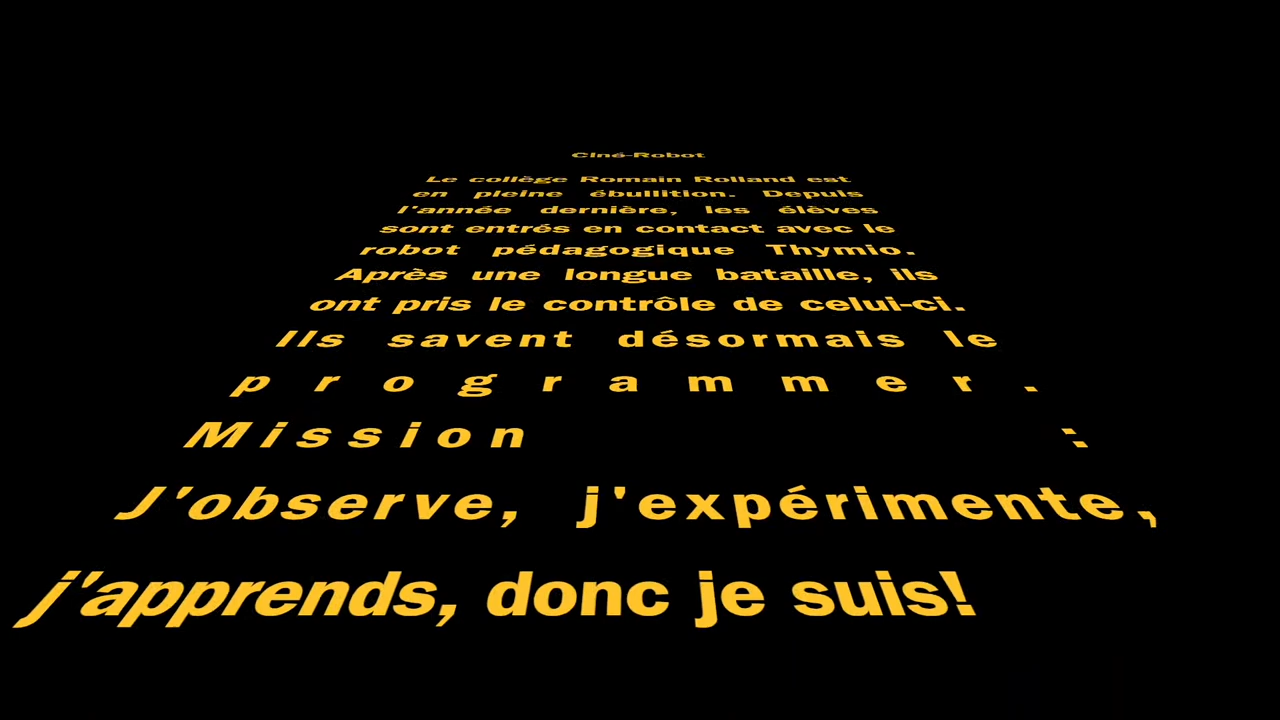 Ciné-Robot
Le collège Romain Rolland est
en pleine ébullition. Depuis
l'année dernière, les élèves
sont entrés en contact avec le
robot pédagogique Thymio.
Après une longue bataille, ils
ont pris le contrôle de celui-ci.
Ils savent désormais le
programmer.
Mission :
J'observe, j'expérimente,
j'apprends, donc je suis!